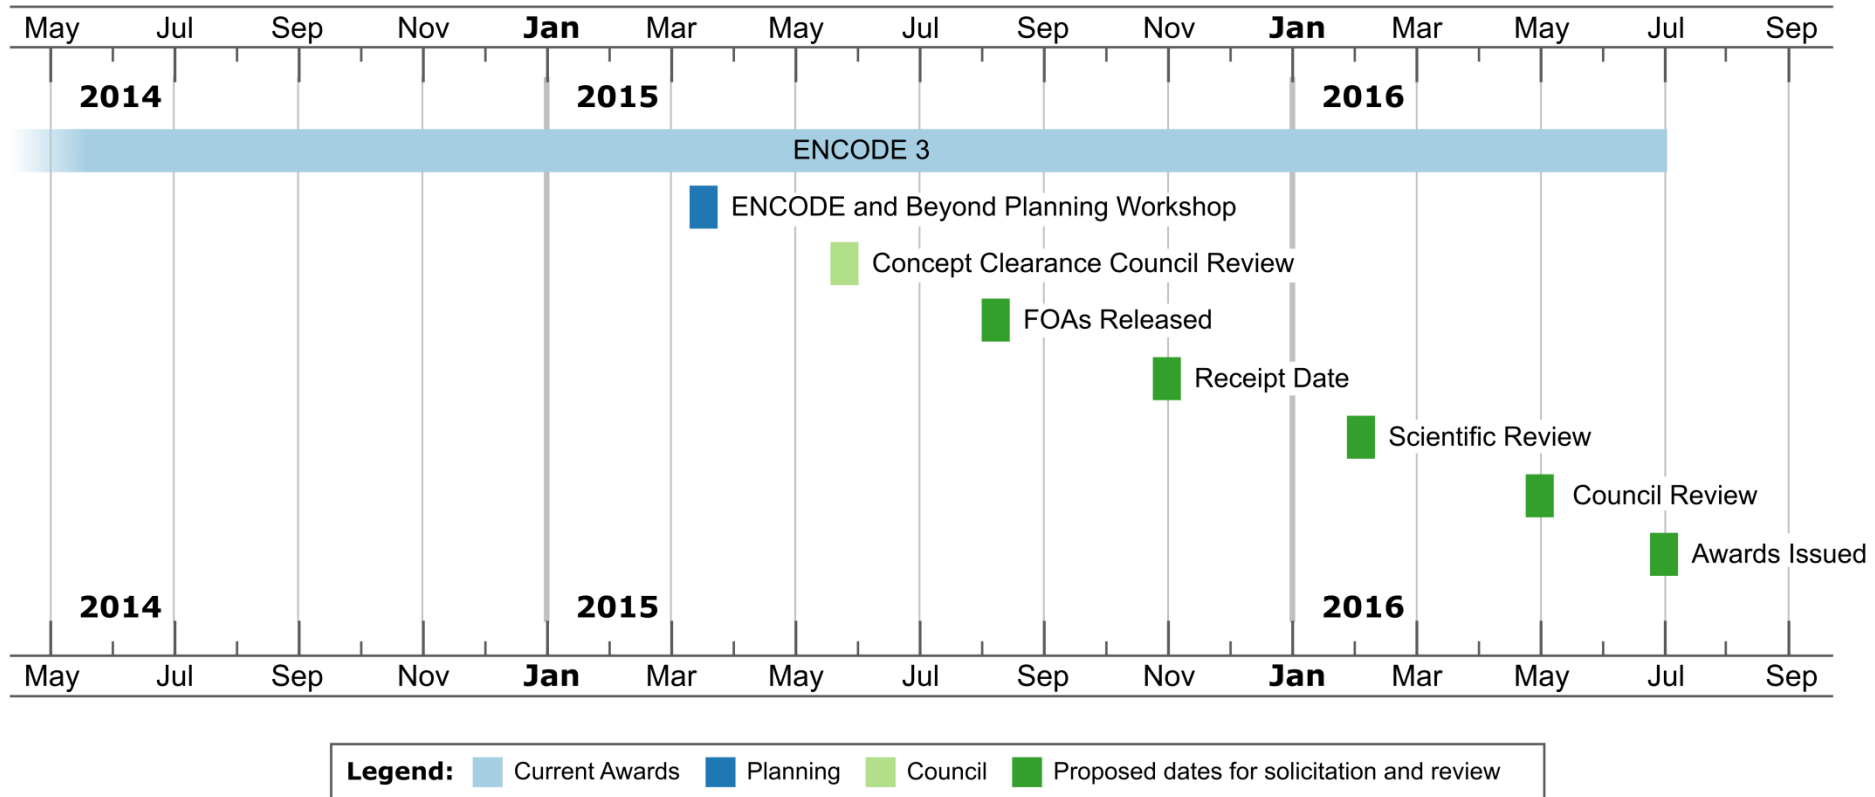 May Jul Sep Nov Jan Mar May Jul Sep Nov Jan Mar May Jul Sep
2014 2015 2016
ENCODE 3
ENCODE and Beyond Planning Workshop
Concept Clearance Council Review
FOAs Released
Receipt Date
Scientific Review
Council Review
Awards Issued
2014 2015 2016
May Jul Sep Nov Jan Mar May Jul Sep Nov Jan Mar May Jul Sep
Legend: Current Awards Planning Council Proposed dates for solicitation and review